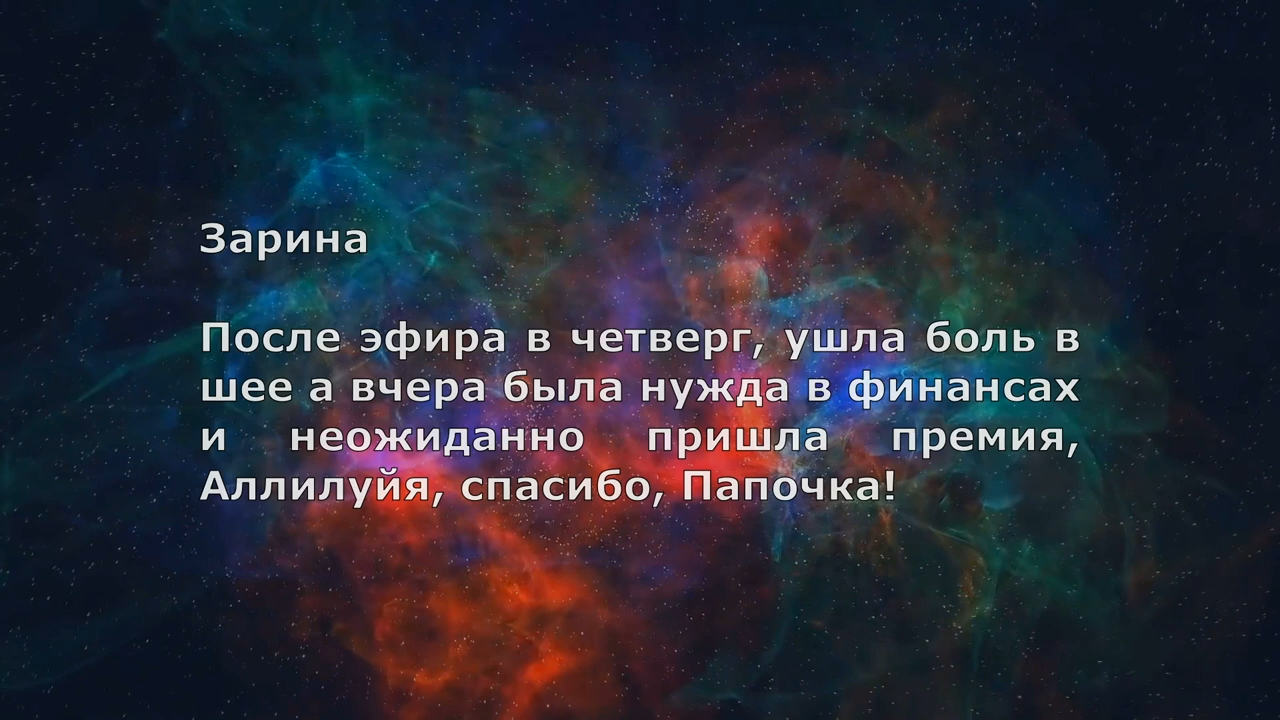 Зарина
После эфира в четверг, ушла боль в
шее а вчера была нужда в финансах
и неожиданно пришла премия,
Аллилуйя, спасибо, Папочка!